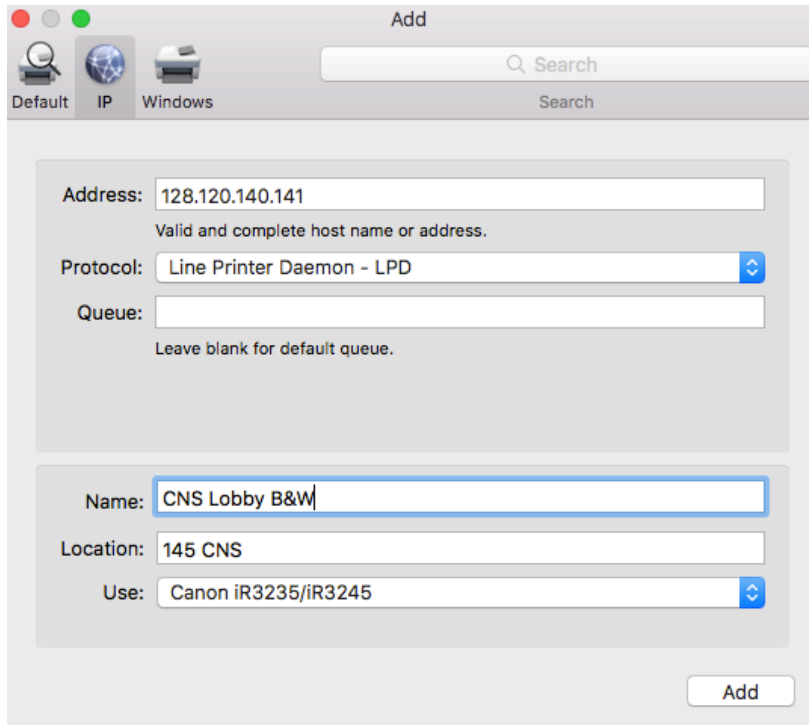 Add
Search
Default IP Windows
Search
Address: 128.120.140.141
Valid and complete host name or address.
Protocol: Line Printer Daemon - LPD
Queue:
Leave blank for default queue.
Name: CNS Lobby B&W
Location: 145 CNS
Use: Canon iR3235/iR3245
Add